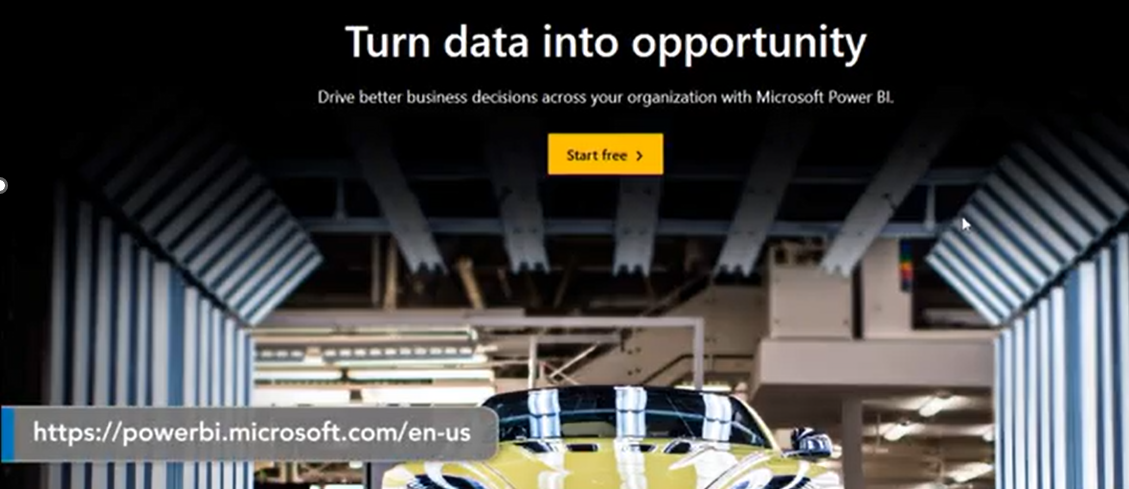 Turn data into opportunity
Drive better business decisions across your organization with Microsoft Power BI.
Start free >
https://powerbi.microsoft.com/en-us